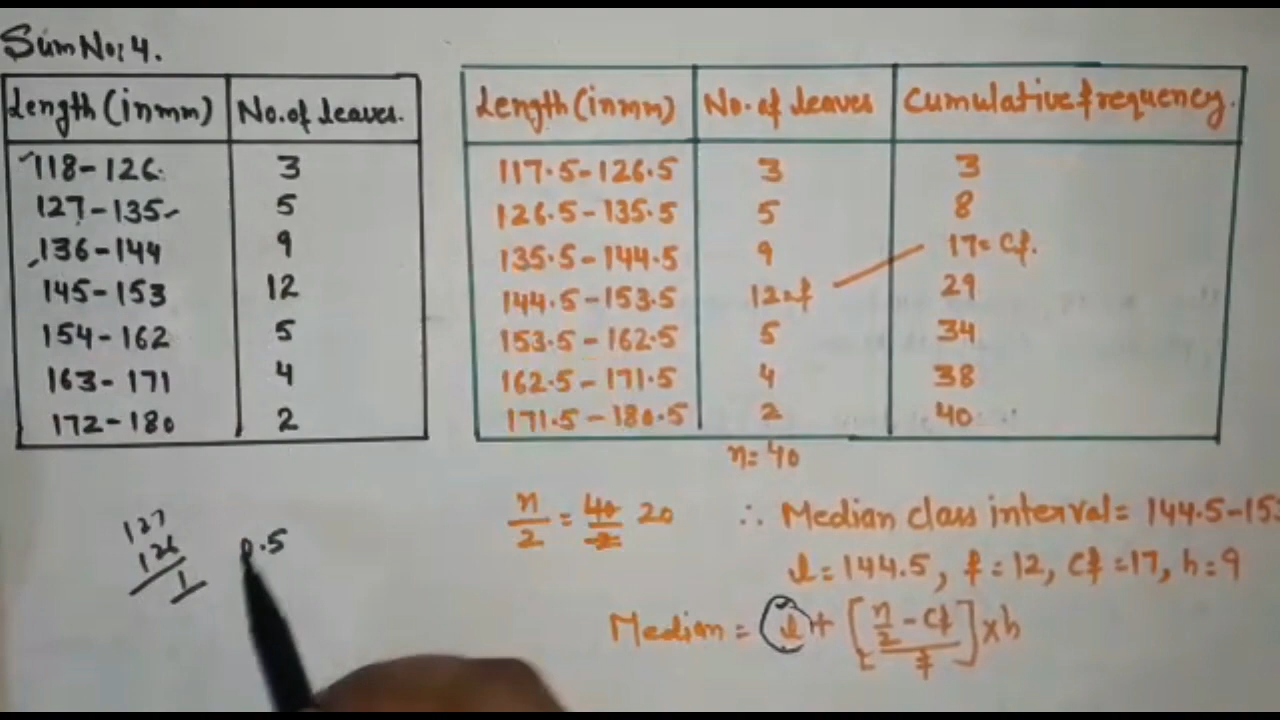 Sum No: 4.
Length (in mm) No. of leaves.
118-126 3
127-135 5
136-144 9
145-153 12
154-162 5
163-171 4
172-180 2
Length (in mm) No. of leaves Cumulative frequency.
117.5-126.5 3 3
126.5-135.5 5 8
135.5-144.5 9 17=Cf.
144.5-153.5 12=f 29
153.5-162.5 5 34
162.5-171.5 4 38
171.5-180.5 2 40
n=40
n/2 = 40/2 20 ∴ Median class interval= 144.5-15
l=144.5, f=12, Cf=17, h=9
Median = l+ [n/2 - Cf / f] x h
127
126
1
0.5